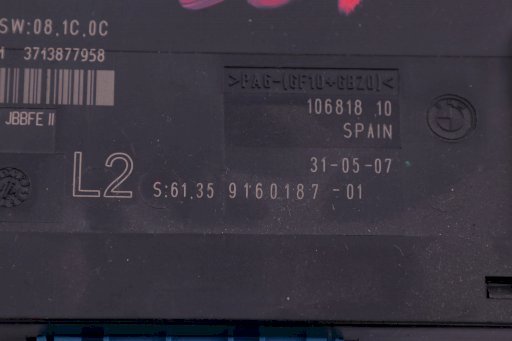 SW:08.1C.0C
3713877958
>PA6-(GF10+GB20)<
106818 10
SPAIN
JBBFE II
31-05-07
L2
S:61.35 9160187-01